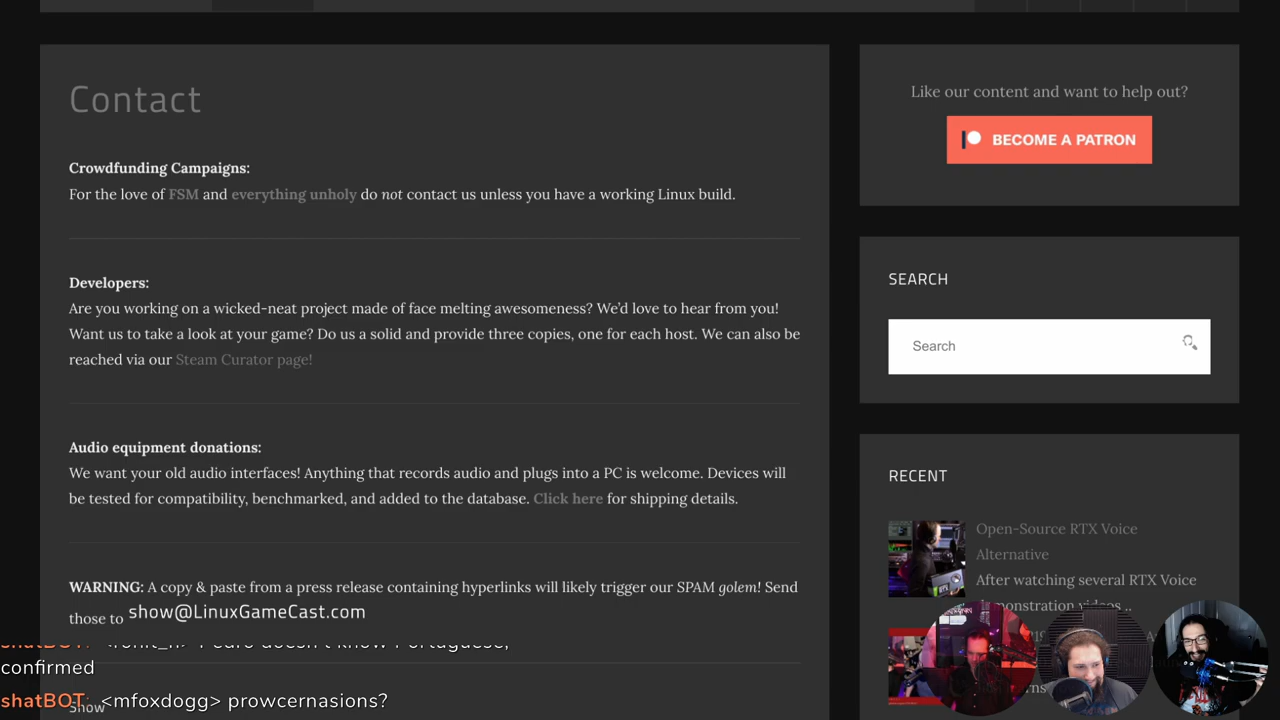 Contact
Crowdfunding Campaigns:
For the love of FSM and everything unholy do not contact us unless you have a working Linux build.
Developers:
Are you working on a wicked-neat project made of face melting awesomeness? We'd love to hear from you!
Want us to take a look at your game? Do us a solid and provide three copies, one for each host. We can also be
reached via our Steam Curator page!
Audio equipment donations:
We want your old audio interfaces! Anything that records audio and plugs into a PC is welcome. Devices will
be tested for compatibility, benchmarked, and added to the database. Click here for shipping details.
WARNING: A copy & paste from a press release containing hyperlinks will likely trigger our SPAM golem! Send
those to show@LinuxGameCast.com
Show
Like our content and want to help out?
BECOME A PATRON
SEARCH
Search
RECENT
Open-Source RTX Voice
Alternative
After watching several RTX Voice
shatBOT: Pedro doesn't know Portuguese,
confirmed
shatBOT: <mfoxdogg> prowcernasions?